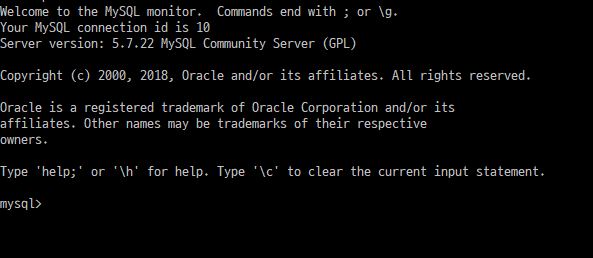 Welcome to the MySQL monitor.  Commands end with ; or \g.
Your MySQL connection id is 10
Server version: 5.7.22 MySQL Community Server (GPL)
Copyright (c) 2000, 2018, Oracle and/or its affiliates. All rights reserved.
Oracle is a registered trademark of Oracle Corporation and/or its
affiliates. Other names may be trademarks of their respective
owners.
Type 'help;' or '\h' for help. Type '\c' to clear the current input statement.
mysql>